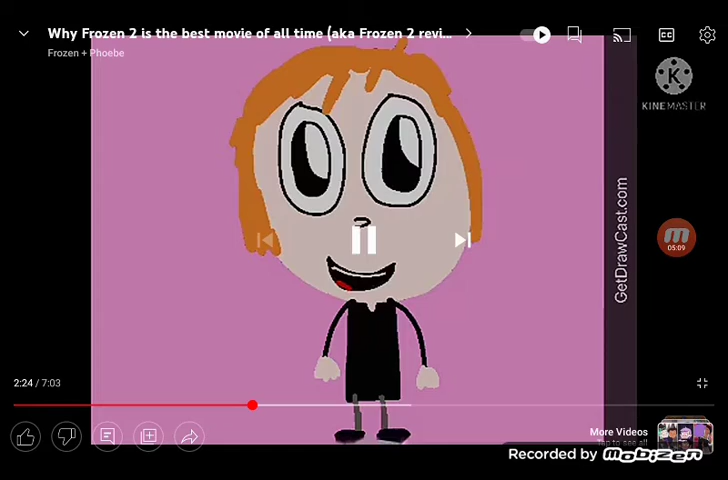 Why Frozen 2 is the best movie of all time (aka Frozen 2 revi...
Frozen + Phoebe
CC
K
KINEMASTER
GetDrawCast.com
m
05:09
2:24 / 7:03
More Videos
Tap to see all
Recorded by mobizen